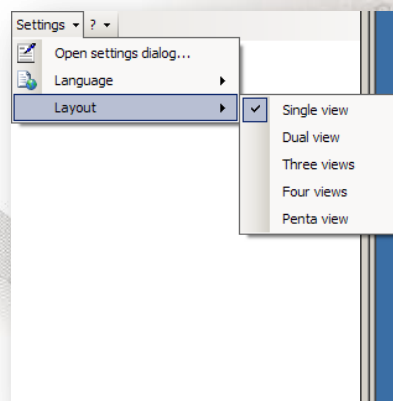 Settings ?
Open settings dialog...
Language
Layout
Single view
Dual view
Three views
Four views
Penta view